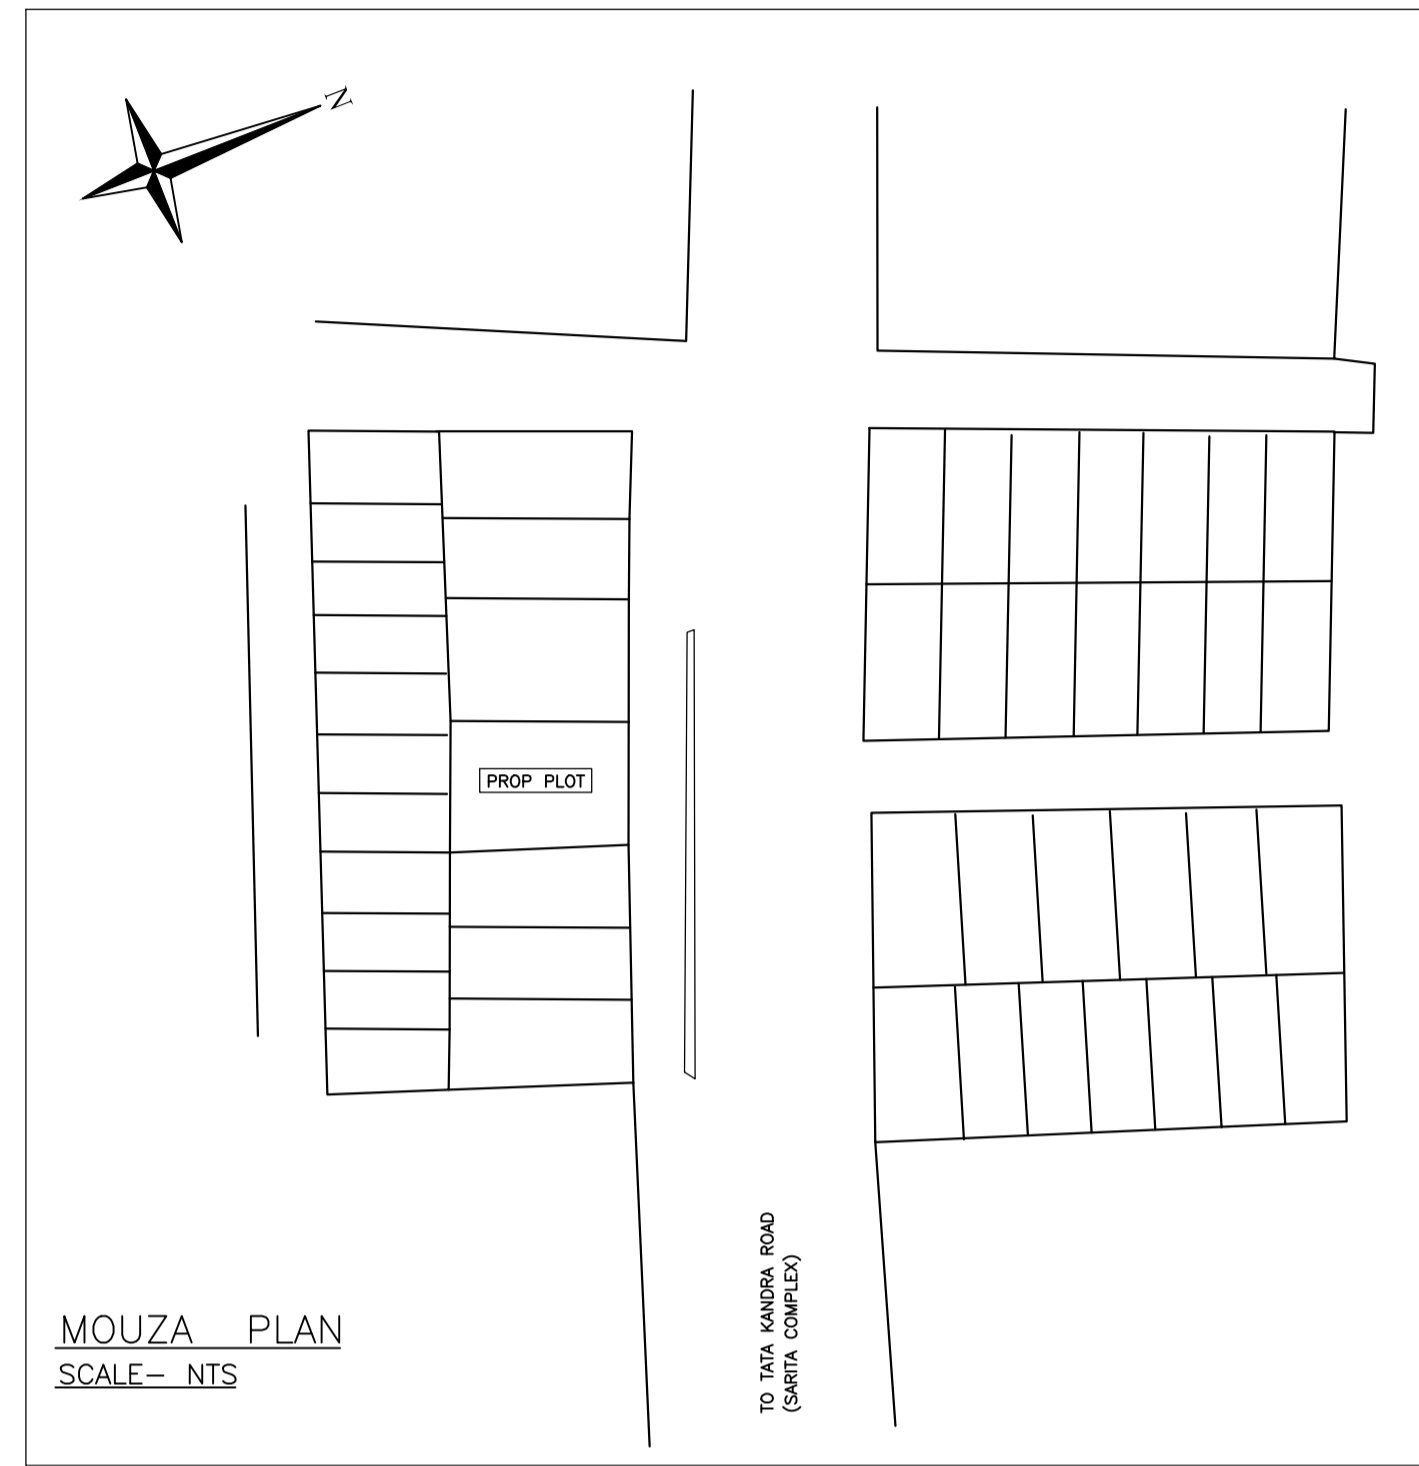 N
PROP PLOT
TO TATA KANDRA ROAD
(SARITA COMPLEX)
MOUZA PLAN
SCALE- NTS